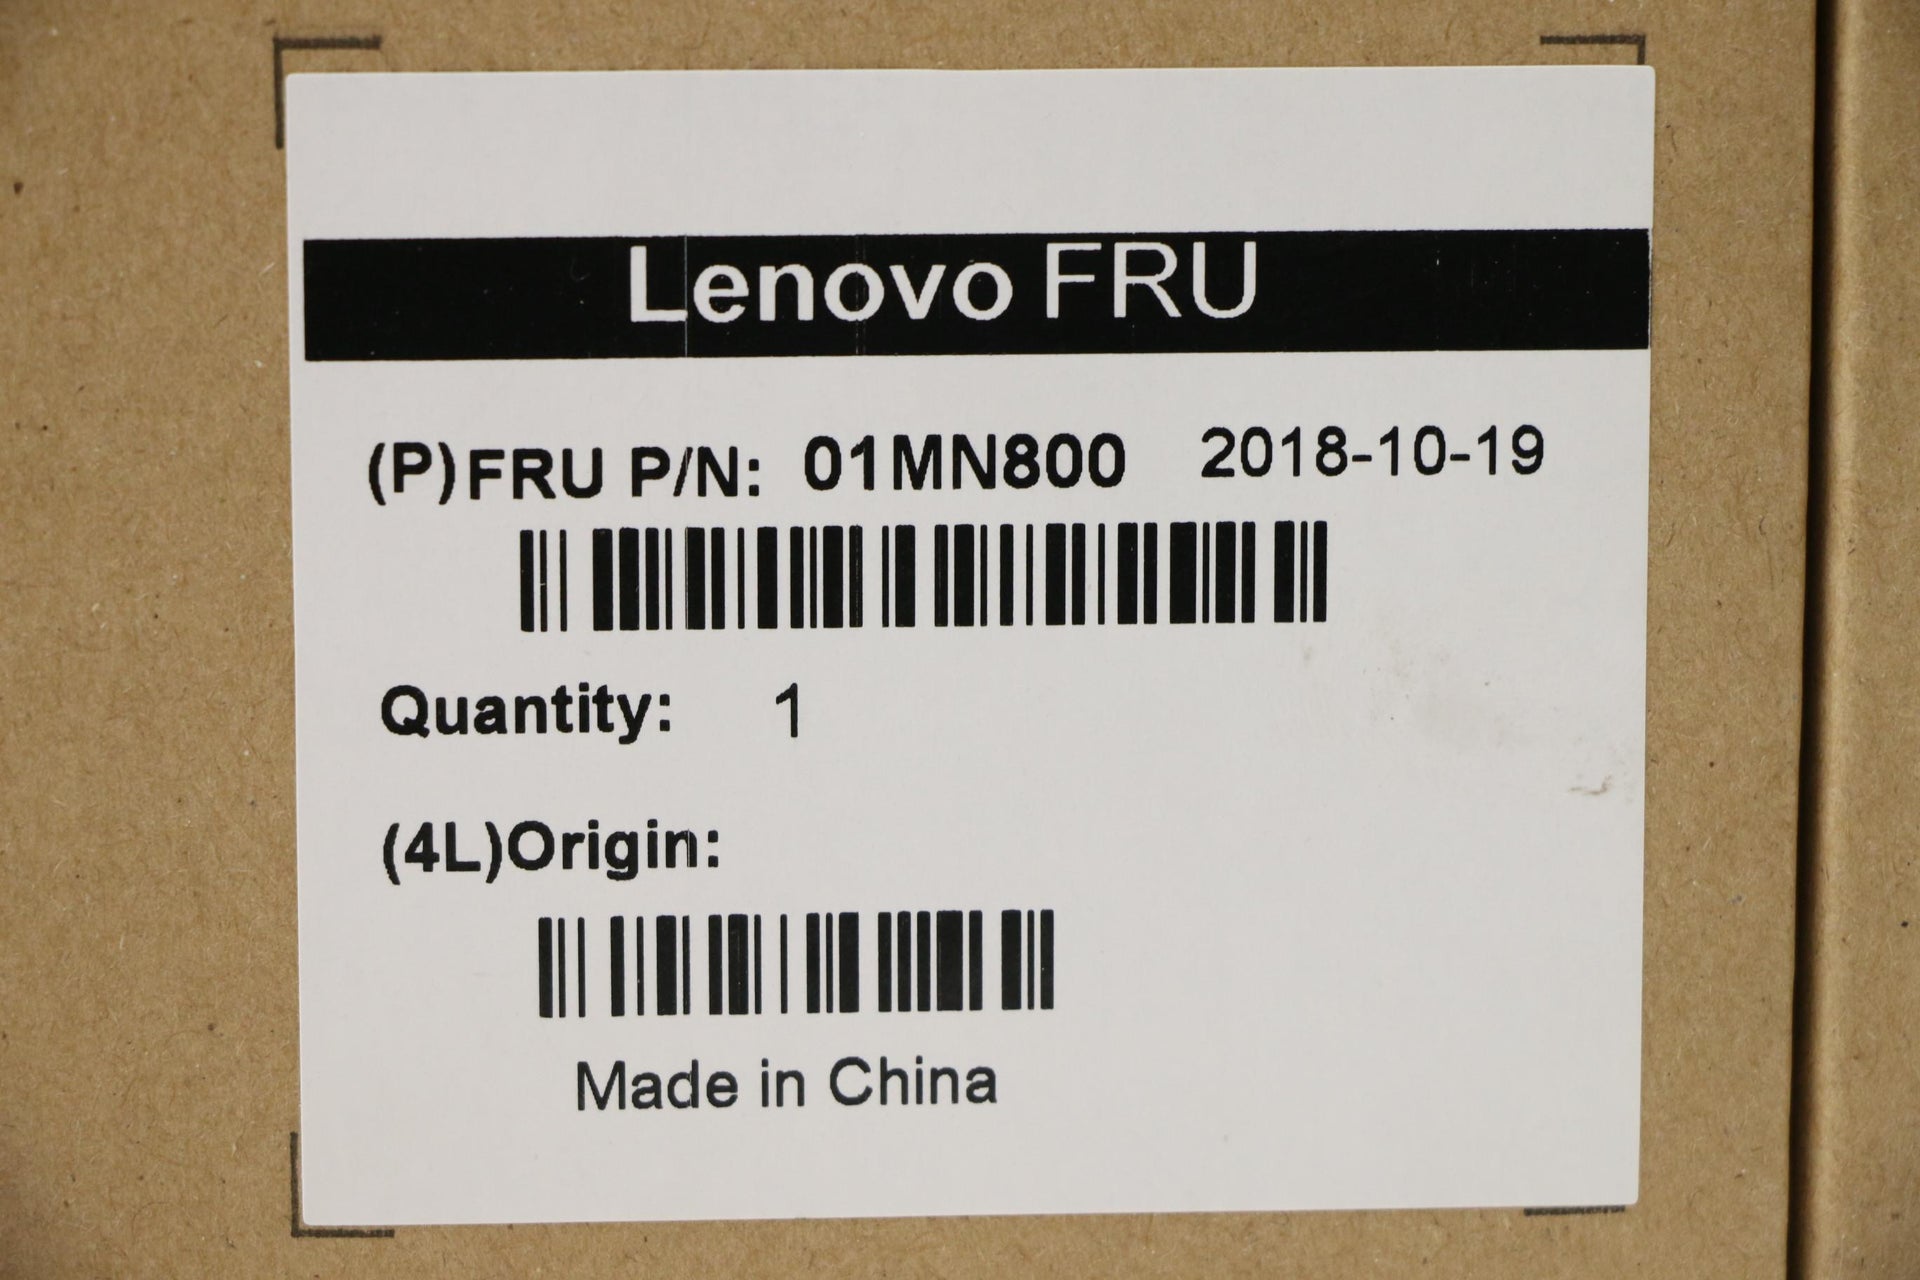 Lenovo FRU
(P)FRU P/N: 01MN800 2018-10-19
Quantity: 1
(4L)Origin:
Made in China